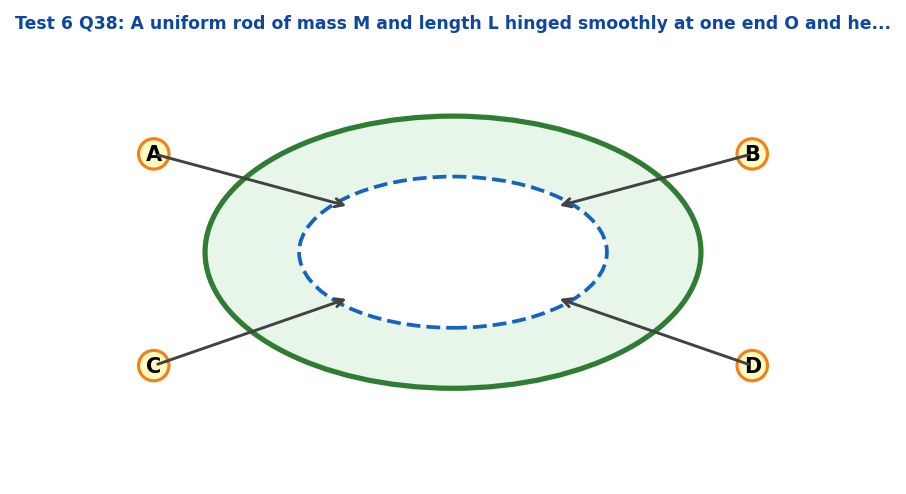 Test 6 Q38: A uniform rod of mass M and length L hinged smoothly at one end O and he...
A
B
C
D